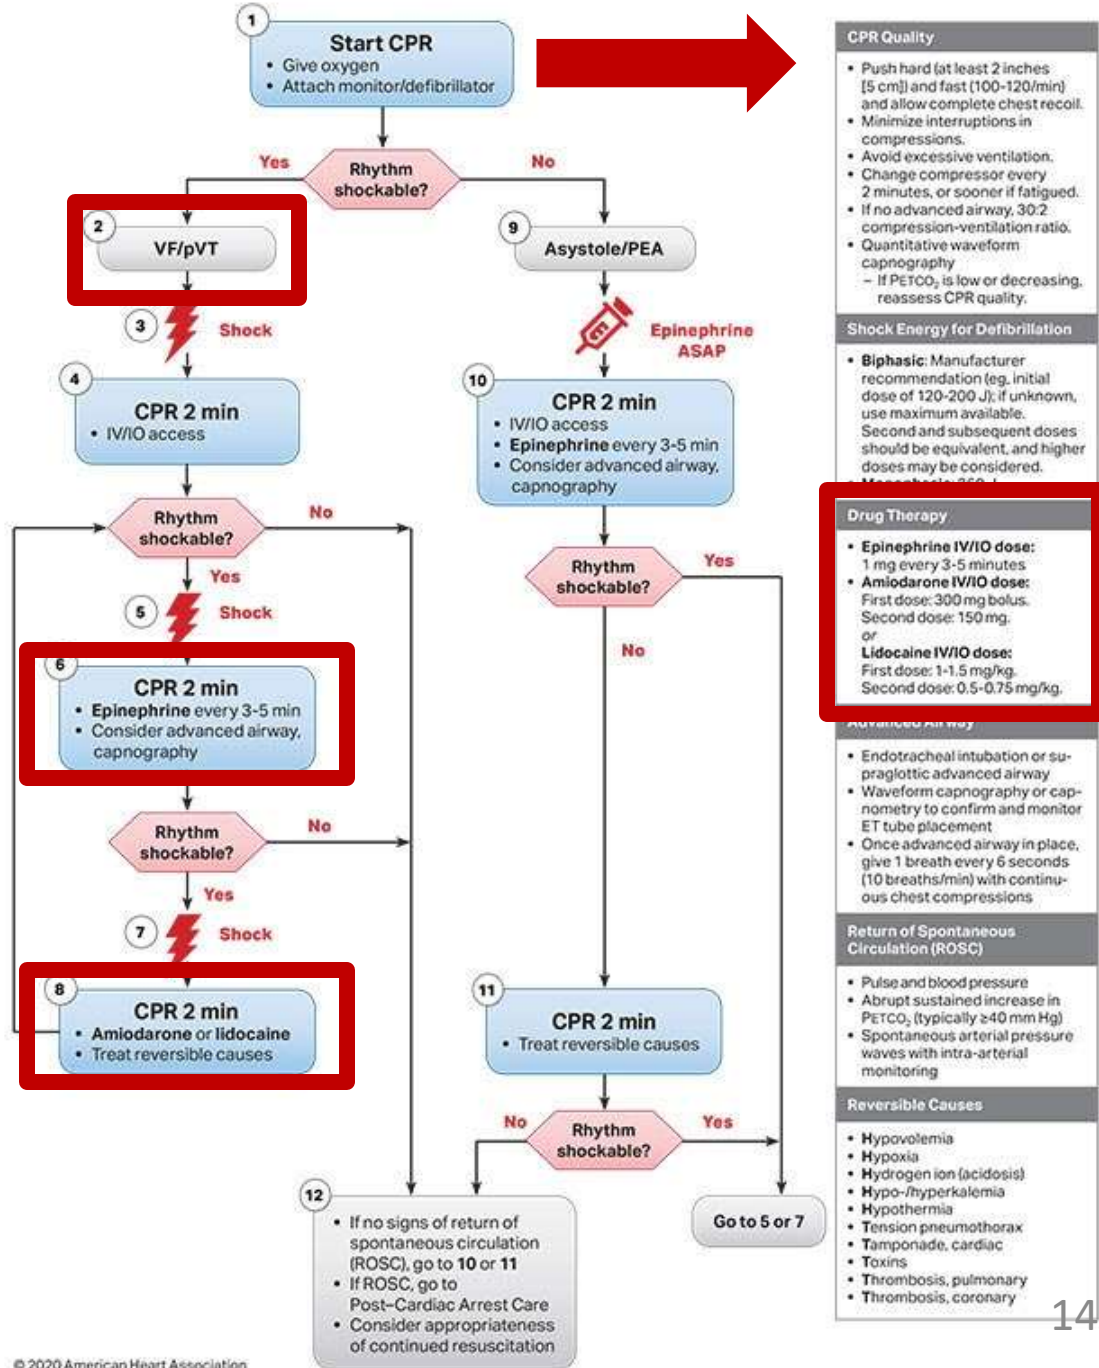 1
Start CPR
• Give oxygen
• Attach monitor/defibrillator
Rhythm
shockable?
Yes
No
2
VF/pVT
3
Shock
4
CPR 2 min
• IV/IO access
Rhythm
shockable?
No
Yes
5
Shock
6
CPR 2 min
• Epinephrine every 3-5 min
• Consider advanced airway,
capnography
Rhythm
shockable?
No
Yes
7
Shock
8
CPR 2 min
• Amiodarone or lidocaine
• Treat reversible causes
9
Asystole/PEA
Epinephrine
ASAP
10
CPR 2 min
• IV/IO access
• Epinephrine every 3-5 min
• Consider advanced airway,
capnography
Rhythm
shockable?
Yes
No
11
CPR 2 min
• Treat reversible causes
Rhythm
shockable?
No
Yes
12
• If no signs of return of
spontaneous circulation
(ROSC), go to 10 or 11
• If ROSC, go to
Post–Cardiac Arrest Care
• Consider appropriateness
of continued resuscitation
Go to 5 or 7
CPR Quality
• Push hard (at least 2 inches
[5 cm]) and fast (100-120/min)
and allow complete chest recoil.
• Minimize interruptions in
compressions.
• Avoid excessive ventilation.
• Change compressor every
2 minutes, or sooner if fatigued.
• If no advanced airway, 30:2
compression-ventilation ratio.
• Quantitative waveform
capnography
– If PETCO₂ is low or decreasing,
reassess CPR quality.
Shock Energy for Defibrillation
• Biphasic: Manufacturer
recommendation (eg, initial
dose of 120-200 J); if unknown,
use maximum available.
Second and subsequent doses
should be equivalent, and higher
doses may be considered.
• Monophasic: 360 J
Drug Therapy
• Epinephrine IV/IO dose:
1 mg every 3-5 minutes
• Amiodarone IV/IO dose:
First dose: 300 mg bolus.
Second dose: 150 mg.
or
Lidocaine IV/IO dose:
First dose: 1-1.5 mg/kg.
Second dose: 0.5-0.75 mg/kg.
Advanced Airway
• Endotracheal intubation or su-
praglottic advanced airway
• Waveform capnography or cap-
nometry to confirm and monitor
ET tube placement
• Once advanced airway in place,
give 1 breath every 6 seconds
(10 breaths/min) with continu-
ous chest compressions
Return of Spontaneous
Circulation (ROSC)
• Pulse and blood pressure
• Abrupt sustained increase in
PETCO₂ (typically ≥40 mm Hg)
• Spontaneous arterial pressure
waves with intra-arterial
monitoring
Reversible Causes
• Hypovolemia
• Hypoxia
• Hydrogen ion (acidosis)
• Hypo-/hyperkalemia
• Hypothermia
• Tension pneumothorax
• Tamponade, cardiac
• Toxins
• Thrombosis, pulmonary
• Thrombosis, coronary
14
© 2020 American Heart Association